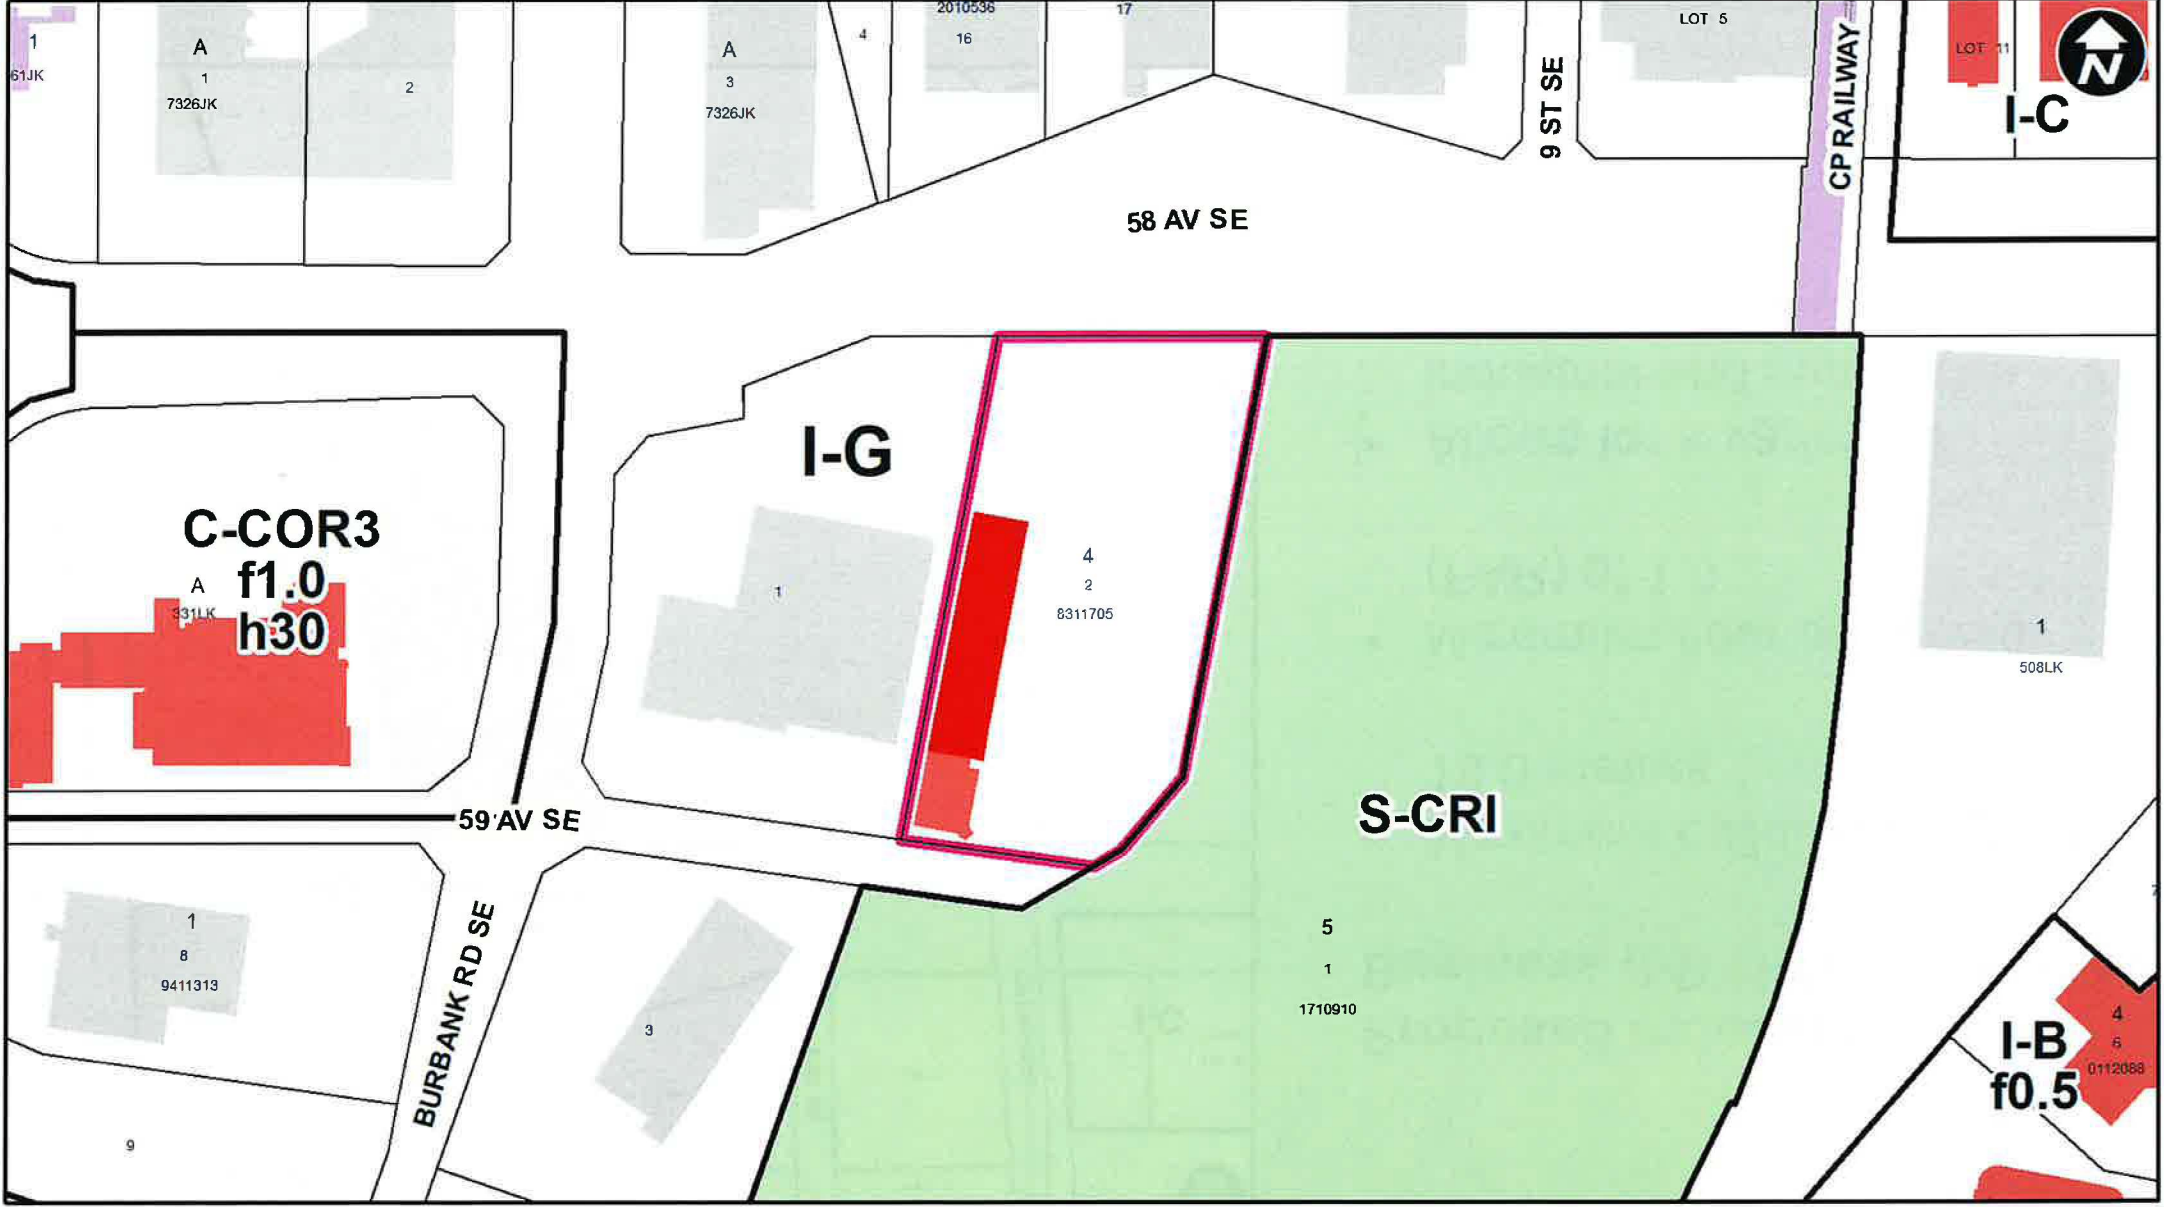 2010536
17
1
A
A
4
16
LOT 5
LOT 11
N
61JK
1
2
3
7326JK
7326JK
9 ST SE
CP RAILWAY
I-C
58 AV SE
I-G
C-COR3
A
f1.0
331LK
h30
1
4
2
8311705
1
508LK
59 AV SE
S-CRI
1
8
9411313
BURBANK RD SE
3
9
5
1
1710910
I-B
f0.5
4
6
0112088